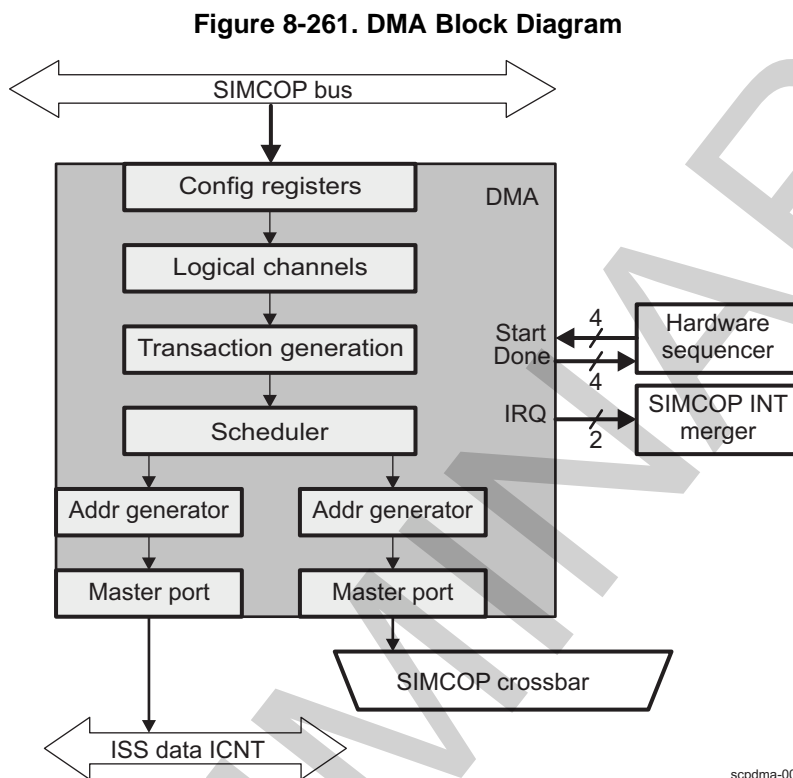 Figure 8-261. DMA Block Diagram
SIMCOP bus
Config registers
DMA
Logical channels
Transaction generation
Start
Done
4
4
Hardware
sequencer
Scheduler
IRQ
2
SIMCOP INT
merger
Addr generator
Addr generator
Master port
Master port
SIMCOP crossbar
ISS data ICNT